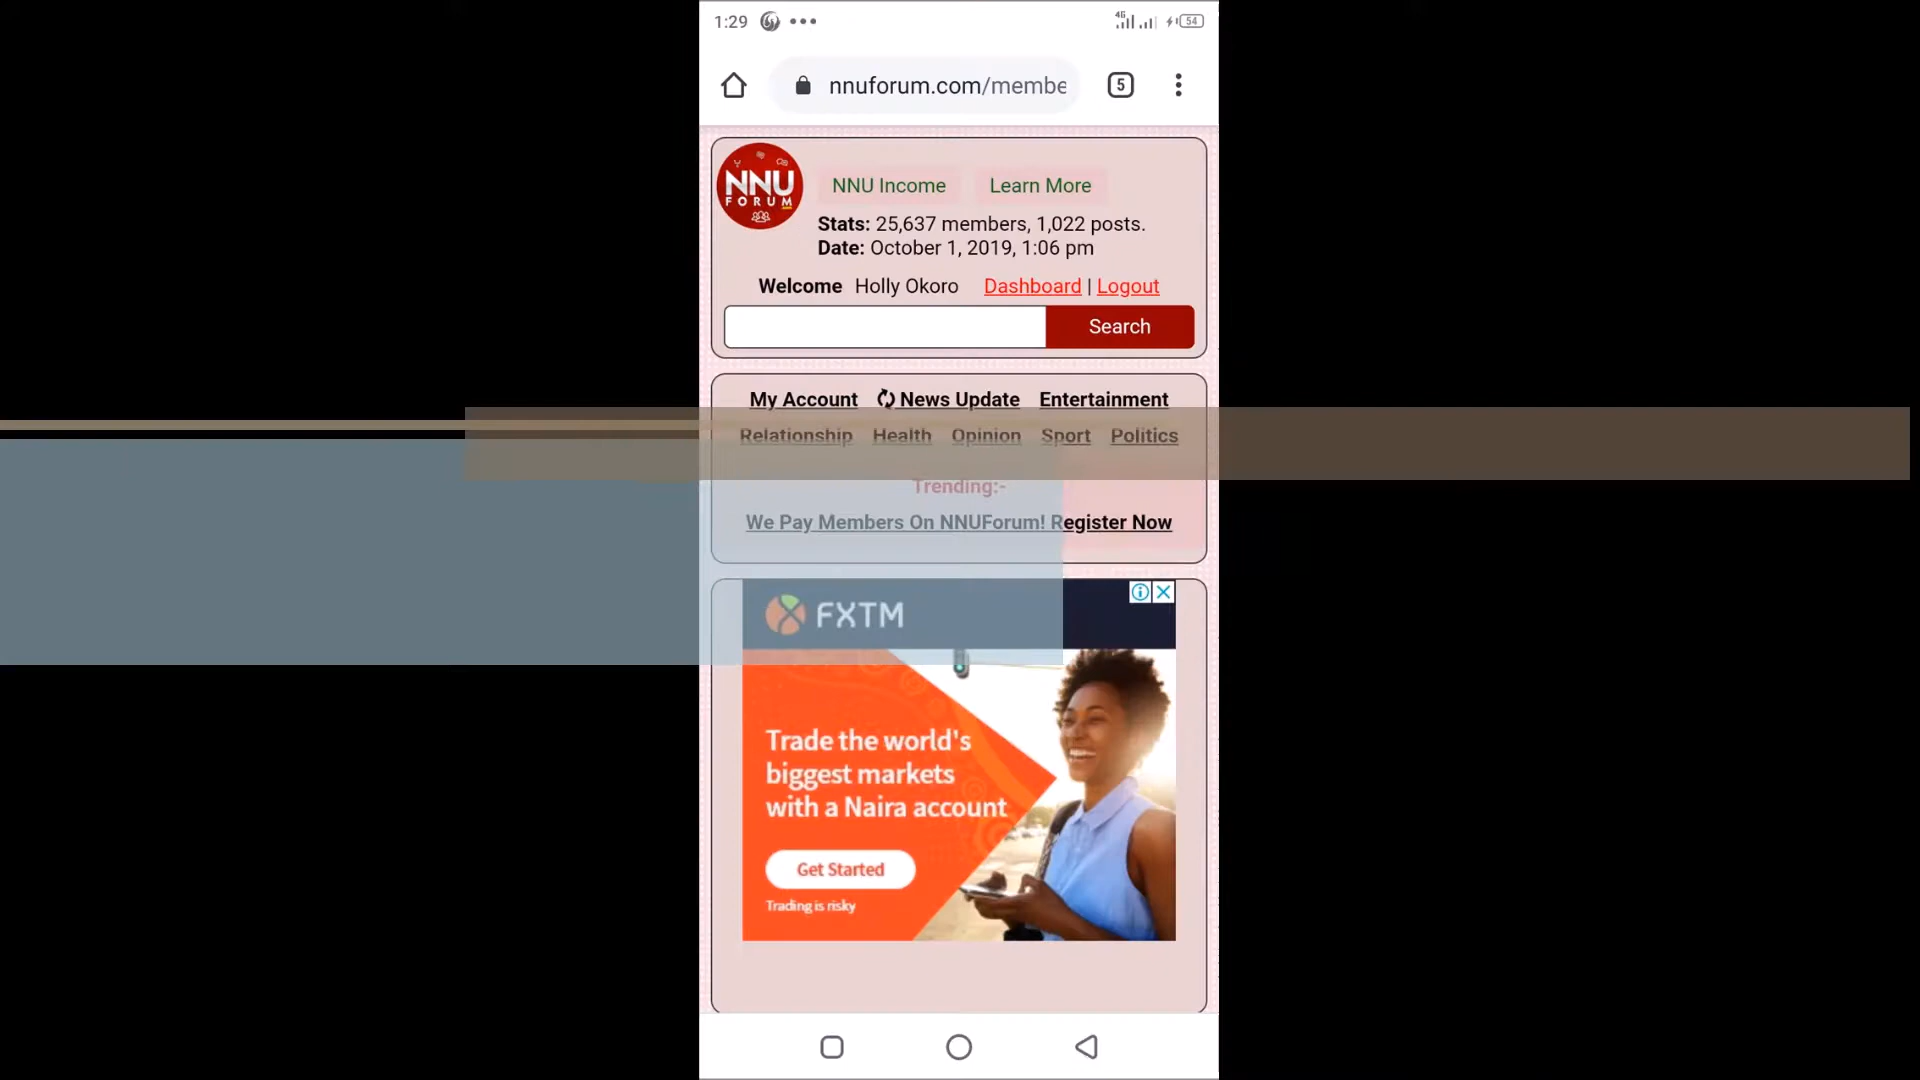 1:29 4G 54
nnuforum.com/membe 5
NNU
FORUM
NNU Income Learn More
Stats: 25,637 members, 1,022 posts.
Date: October 1, 2019, 1:06 pm
Welcome Holly Okoro Dashboard | Logout
Search
My Account News Update Entertainment
Relationship Health Opinion Sport Politics
Trending:-
We Pay Members On NNUForum! Register Now
FXTM
Trade the world's
biggest markets
with a Naira account
Get Started
Trading is risky